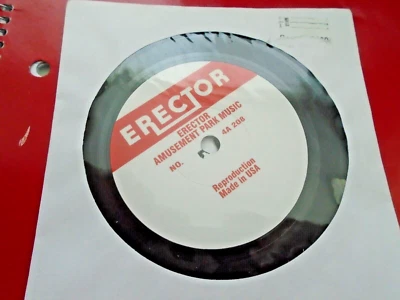 ERECTOR
ERECTOR
AMUSEMENT PARK MUSIC
NO. 4A 208
Reproduction
Made in USA